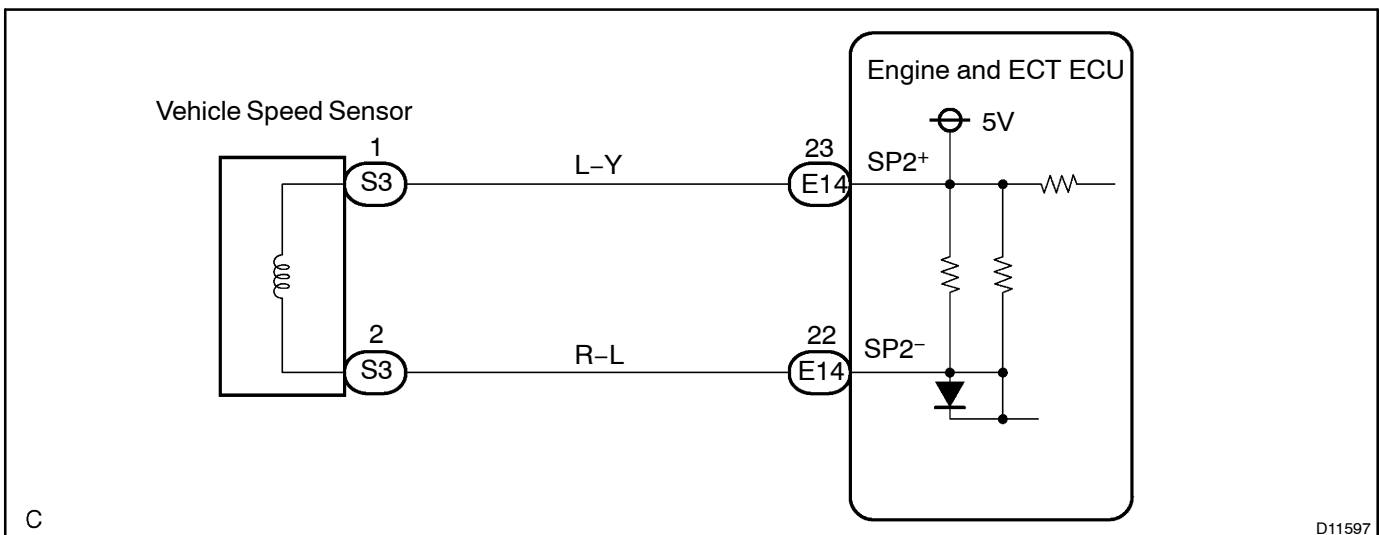 Engine and ECT ECU
5V
Vehicle Speed Sensor
1
S3
L−Y
23
E14
SP2+
2
S3
R−L
22
E14
SP2−
C
D11597